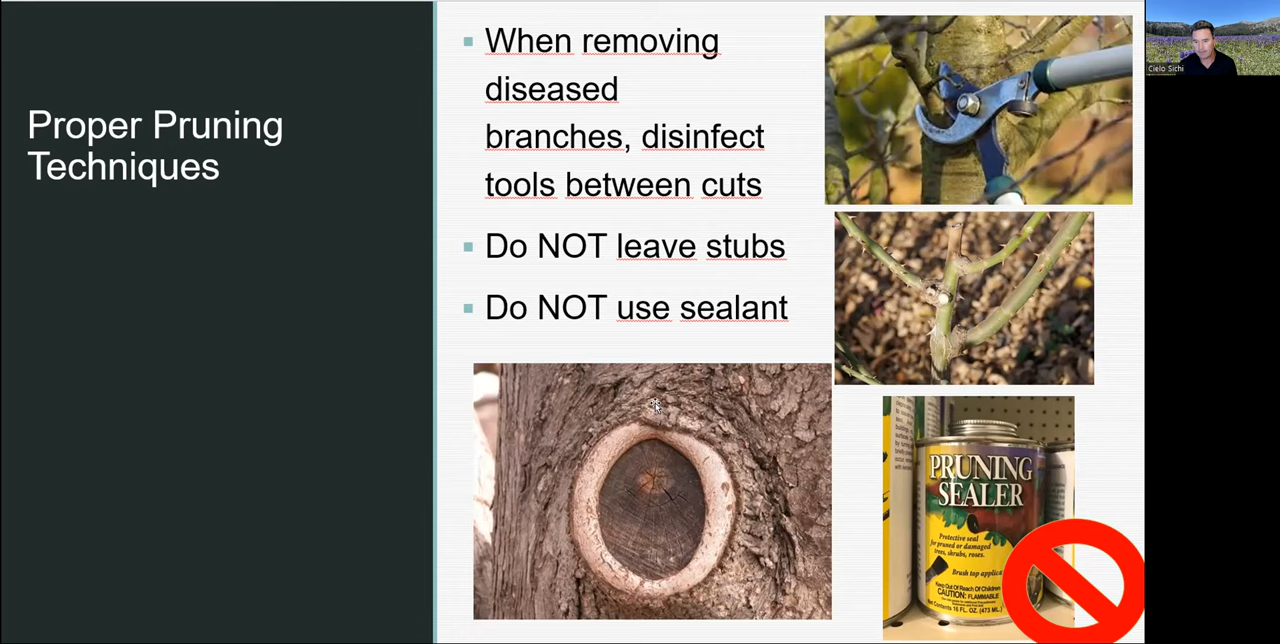 Proper Pruning
Techniques
When removing
diseased
branches, disinfect
tools between cuts
Do NOT leave stubs
Do NOT use sealant
Cielo Sichi
PRUNING
SEALER
Protective seal
for pruned or damaged
trees, shrubs, roses.
Brush top applica
Keep Out Of Reach Of Children
CAUTION: FLAMMABLE
Net Contents 16 FL. OZ. (473 ML.)